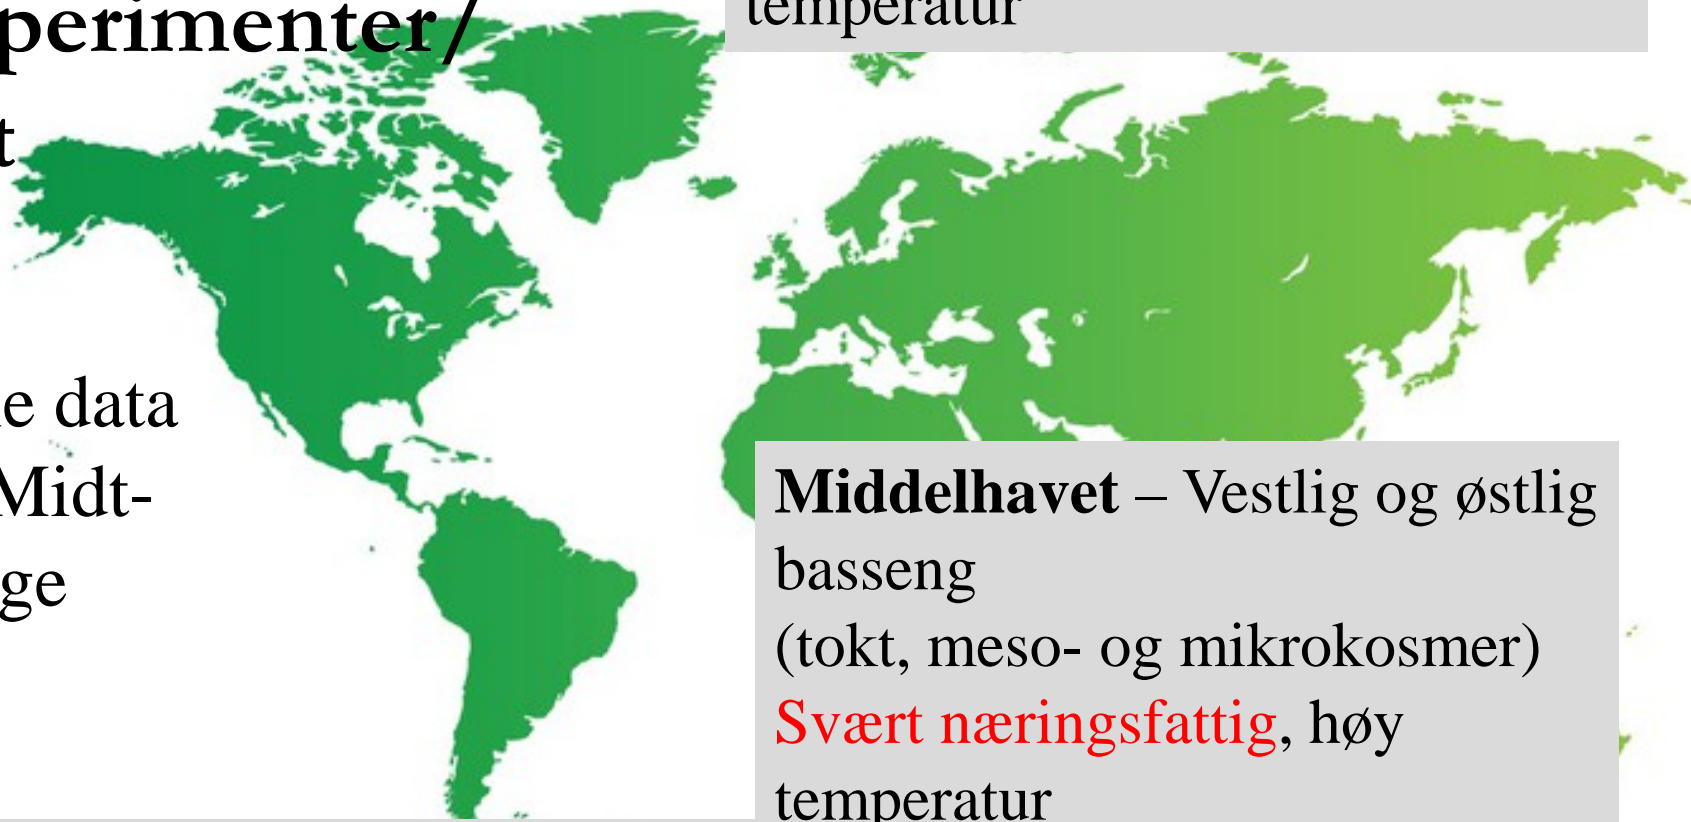 perimenter/
t
temperatur
e data
Midt-
ge
Middelhavet – Vestlig og østlig
basseng
(tokt, meso- og mikrokosmer)
Svært næringsfattig, høy
temperatur